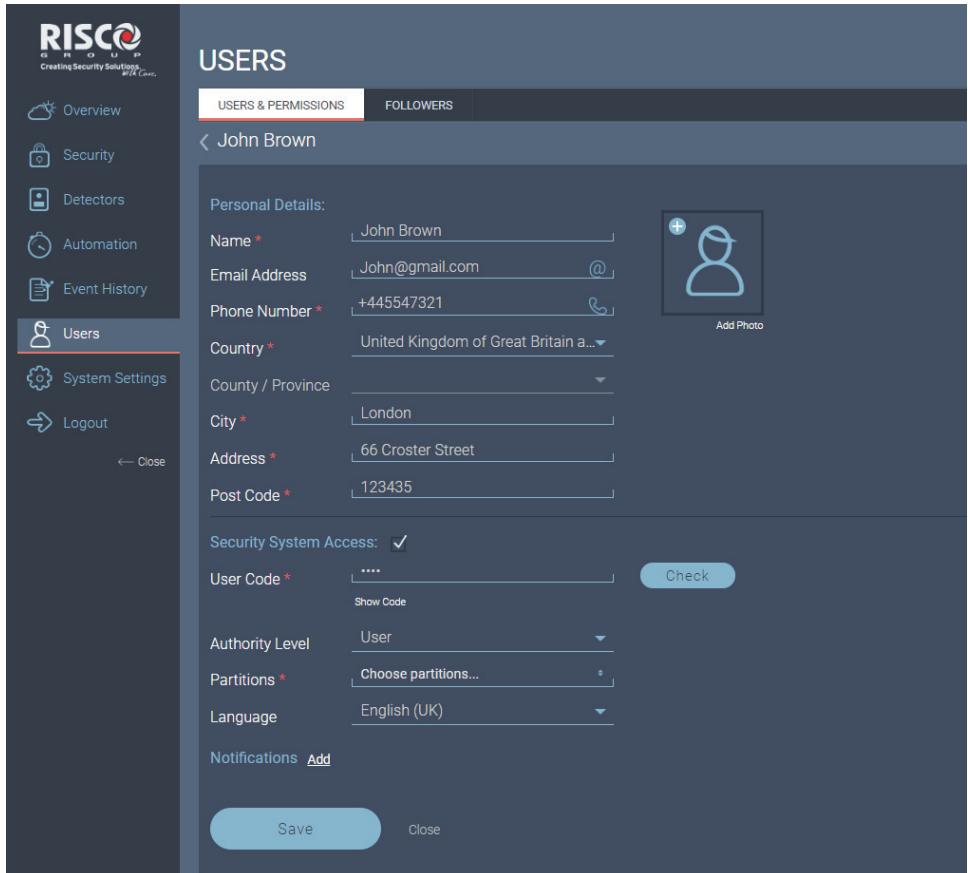 RISCO
GROUP
Creating Security Solutions...
With Care.
Overview
Security
Detectors
Automation
Event History
Users
System Settings
Logout
← Close
USERS
USERS & PERMISSIONS FOLLOWERS
‹ John Brown
Personal Details:
Name * John Brown
Email Address John@gmail.com @
Phone Number * +445547321
Country * United Kingdom of Great Britain a...
County / Province
City * London
Address * 66 Croster Street
Post Code * 123435
Add Photo
Security System Access: ✓
User Code * •••• Check
Show Code
Authority Level User
Partitions * Choose partitions...
Language English (UK)
Notifications Add
Save Close